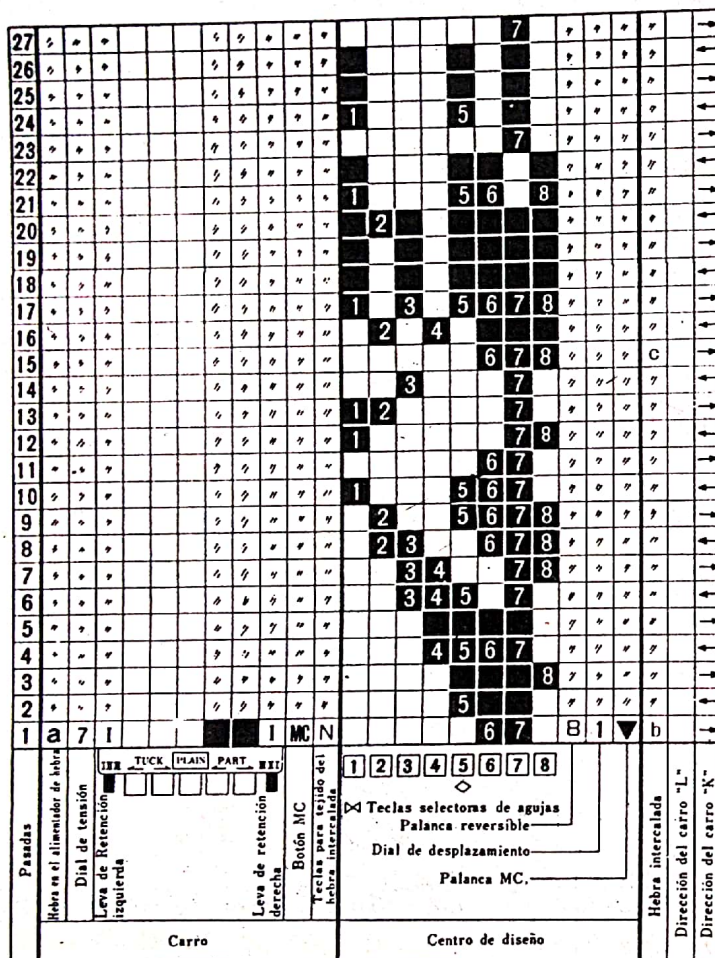 27 7
26
25
24 1 5
23 7
22
21 1 5 6 8
20 2
19
18
17 1 3 5 6 7 8
16 2 4
15 6 7 8 c
14 3 7
13 1 2 7
12 1 7 8
11 6 7
10 1 5 6 7
9 2 5 6 7 8
8 2 3 6 7 8
7 3 4 7 8
6 3 4 5 7
5
4 4 5 6 7
3 8
2 5
1 a 7 I I MC N 6 7 B 1 b
Pasadas
Hebra en el alimentador de hebra
Dial de tensión
TUCK PLAIN PART
Leva de Retención
izquierda
Leva de retención
derecha
Botón MC
Teclas para tejido del
hebra intercalada
1 2 3 4 5 6 7 8
Teclas selectoras de agujas
Palanca reversible
Dial de desplazamiento
Palanca MC.
Hebra intercalada
Dirección del carro "L"
Dirección del carro "K"
Carro
Centro de diseño